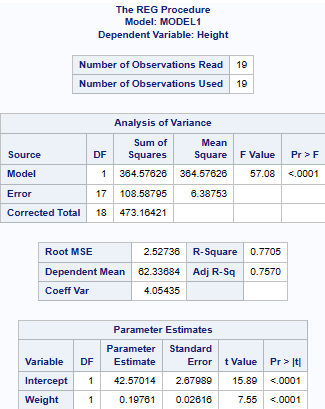 The REG Procedure
Model: MODEL1
Dependent Variable: Height
Number of Observations Read 19
Number of Observations Used 19
Analysis of Variance
Source DF Sum of Squares Mean Square F Value Pr > F
Model 1 364.57626 364.57626 57.08 <.0001
Error 17 108.58795 6.38753
Corrected Total 18 473.16421
Root MSE 2.52736 R-Square 0.7705
Dependent Mean 62.33684 Adj R-Sq 0.7570
Coeff Var 4.05435
Parameter Estimates
Variable DF Parameter Estimate Standard Error t Value Pr > |t|
Intercept 1 42.57014 2.67989 15.89 <.0001
Weight 1 0.19761 0.02616 7.55 <.0001